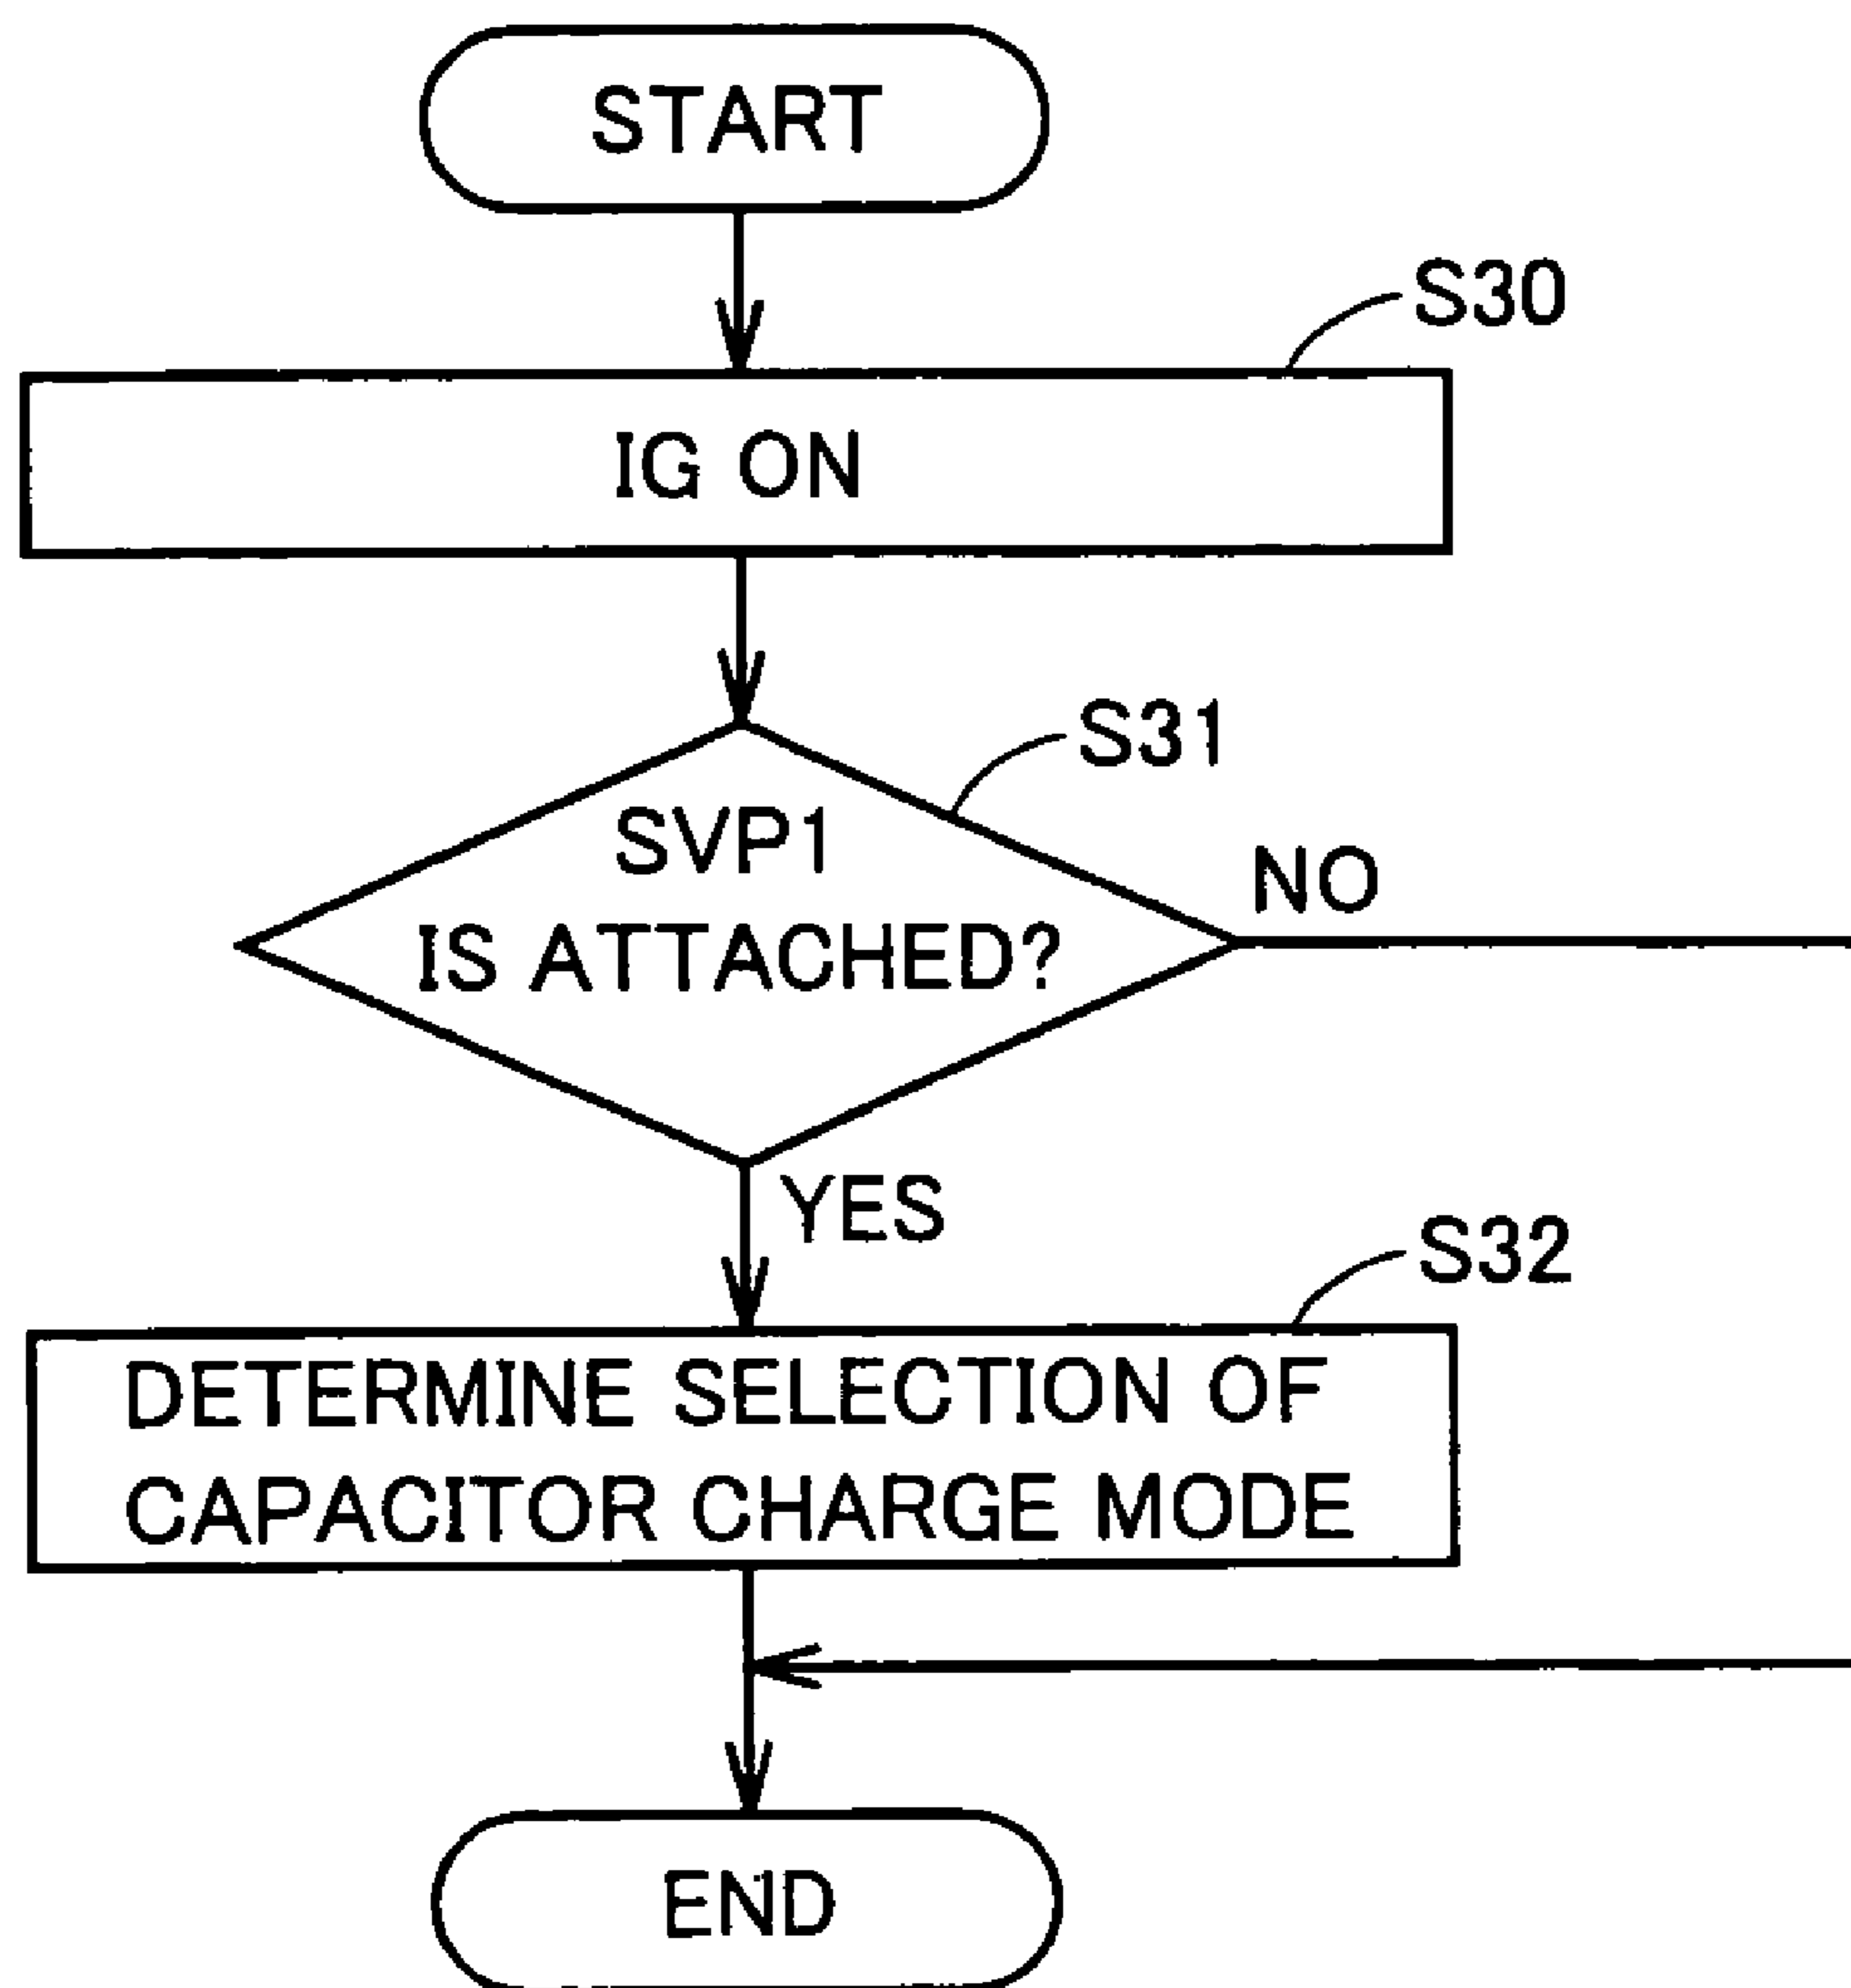 START
S30
IG ON
S31
SVP1
IS ATTACHED?
NO
YES
S32
DETERMINE SELECTION OF
CAPACITOR CHARGE MODE
END